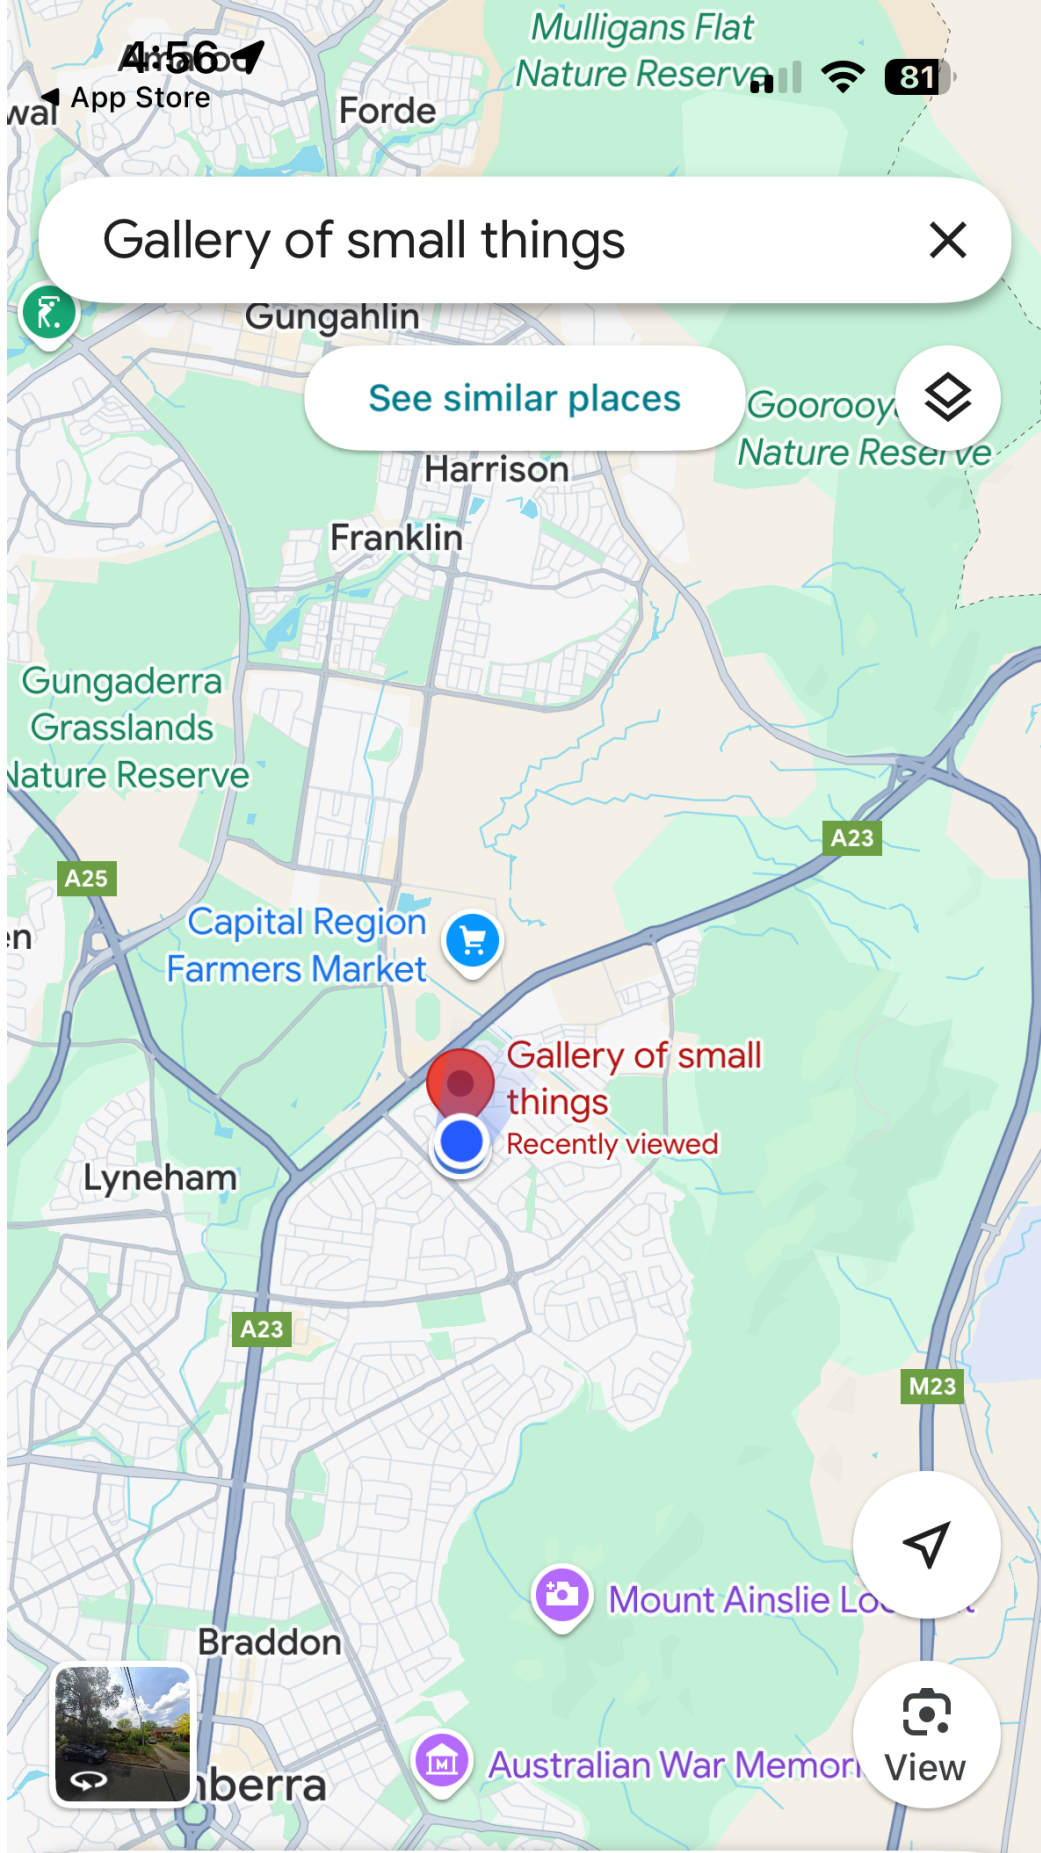 4:56
App Store
81
Mulligans Flat
Nature Reserve
Forde
Gallery of small things
Gungahlin
See similar places
Nature Reserve
Harrison
Franklin
Gungaderra
Grasslands
Nature Reserve
A23
A25
Capital Region
Farmers Market
Gallery of small
things
Recently viewed
Lyneham
A23
M23
Mount Ainslie
Braddon
Australian War
View